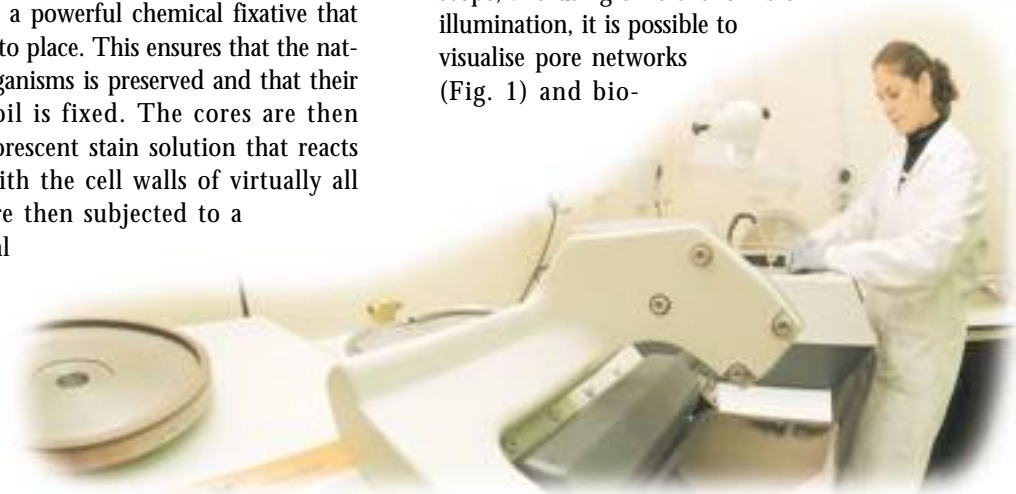 a powerful chemical fixative that
to place. This ensures that the nat-
ganisms is preserved and that their
oil is fixed. The cores are then
orescent stain solution that reacts
ith the cell walls of virtually all
re then subjected to a
al
illumination, it is possible to
visualise pore networks
(Fig. 1) and bio-